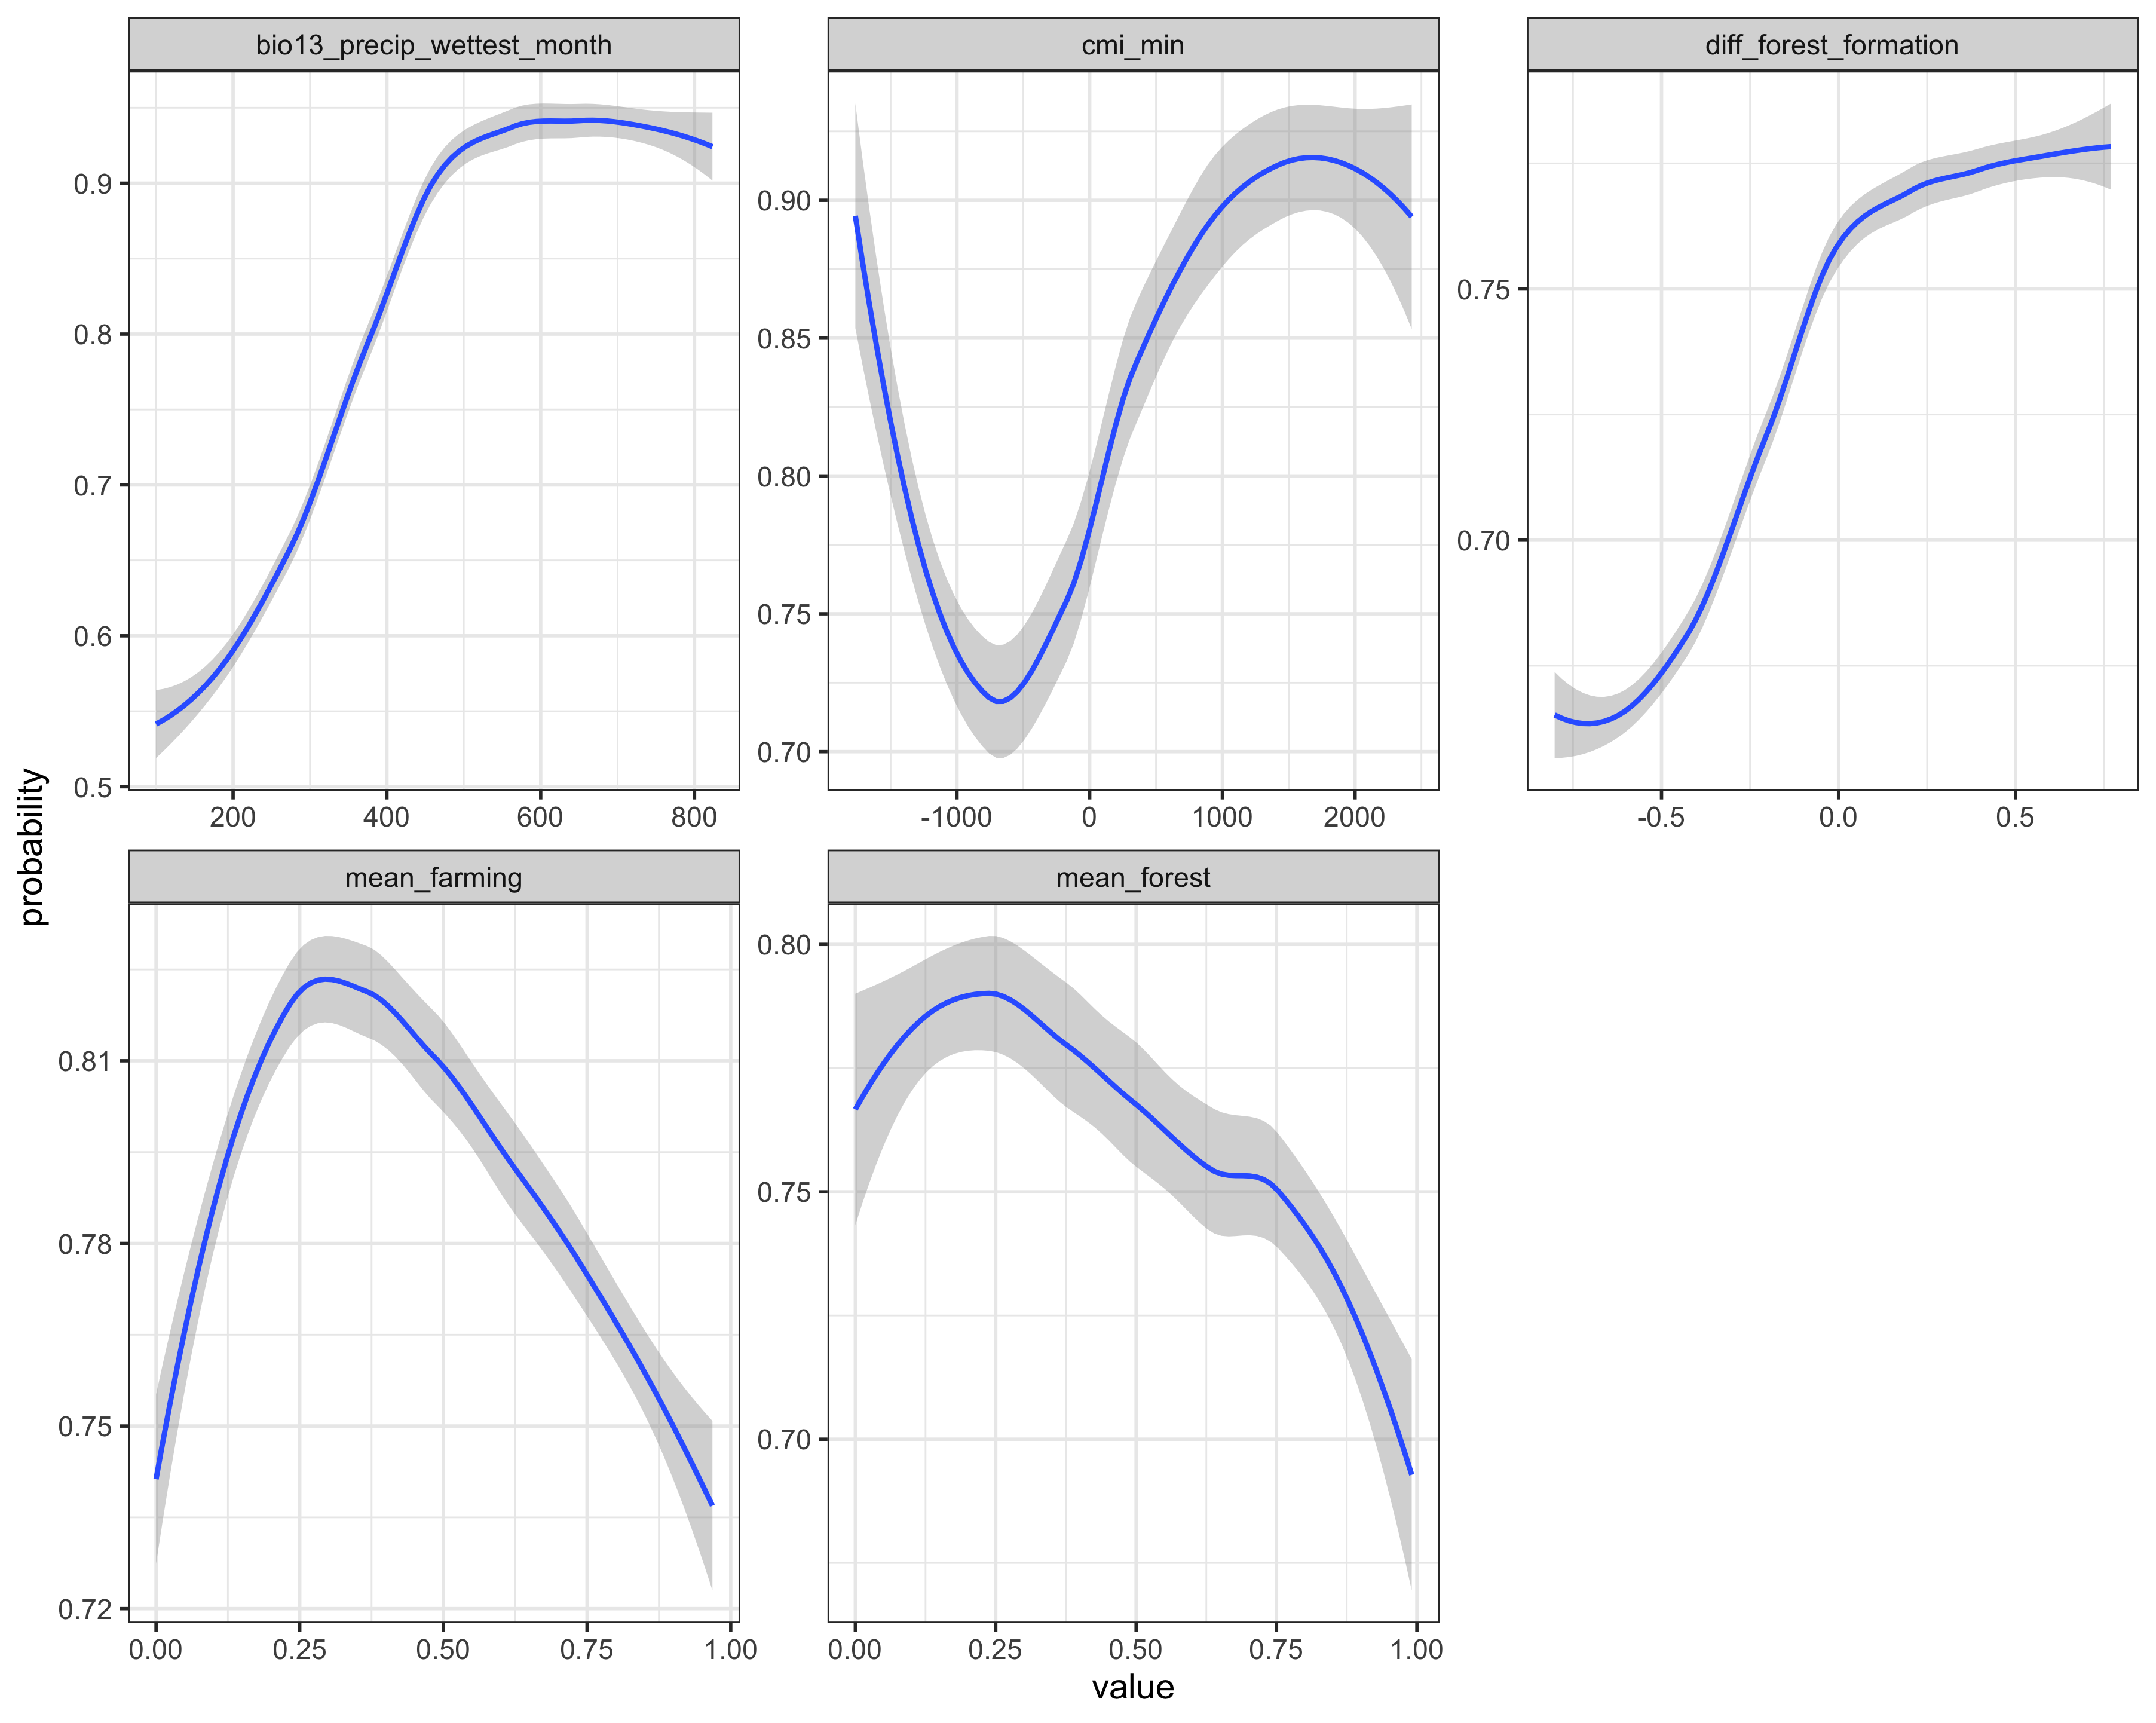 bio13_precip_wettest_month
cmi_min
diff_forest_formation
0.9
0.8
0.7
0.6
0.5
200 400 600 800
0.90
0.85
0.80
0.75
0.70
-1000 0 1000 2000
0.75
0.70
-0.5 0.0 0.5
probability
mean_farming
mean_forest
0.81
0.78
0.75
0.72
0.00 0.25 0.50 0.75 1.00
0.80
0.75
0.70
0.00 0.25 0.50 0.75 1.00
value